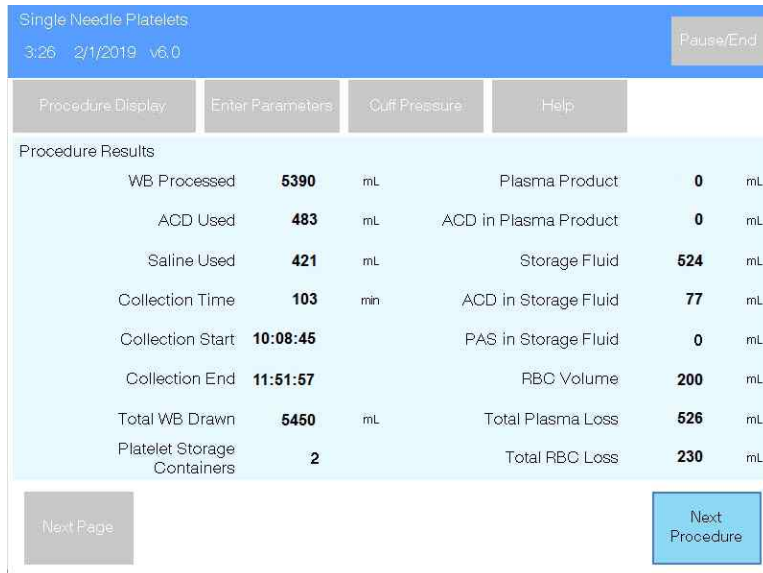 Single Needle Platelets
3:26 2/1/2019 v6.0
Pause/End
Procedure Display Enter Parameters Cuff Pressure Help
Procedure Results
WB Processed 5390 mL Plasma Product 0 mL
ACD Used 483 mL ACD in Plasma Product 0 mL
Saline Used 421 mL Storage Fluid 524 mL
Collection Time 103 min ACD in Storage Fluid 77 mL
Collection Start 10:08:45 PAS in Storage Fluid 0 mL
Collection End 11:51:57 RBC Volume 200 mL
Total WB Drawn 5450 mL Total Plasma Loss 526 mL
Platelet Storage
Containers 2 Total RBC Loss 230 mL
Next Page
Next
Procedure